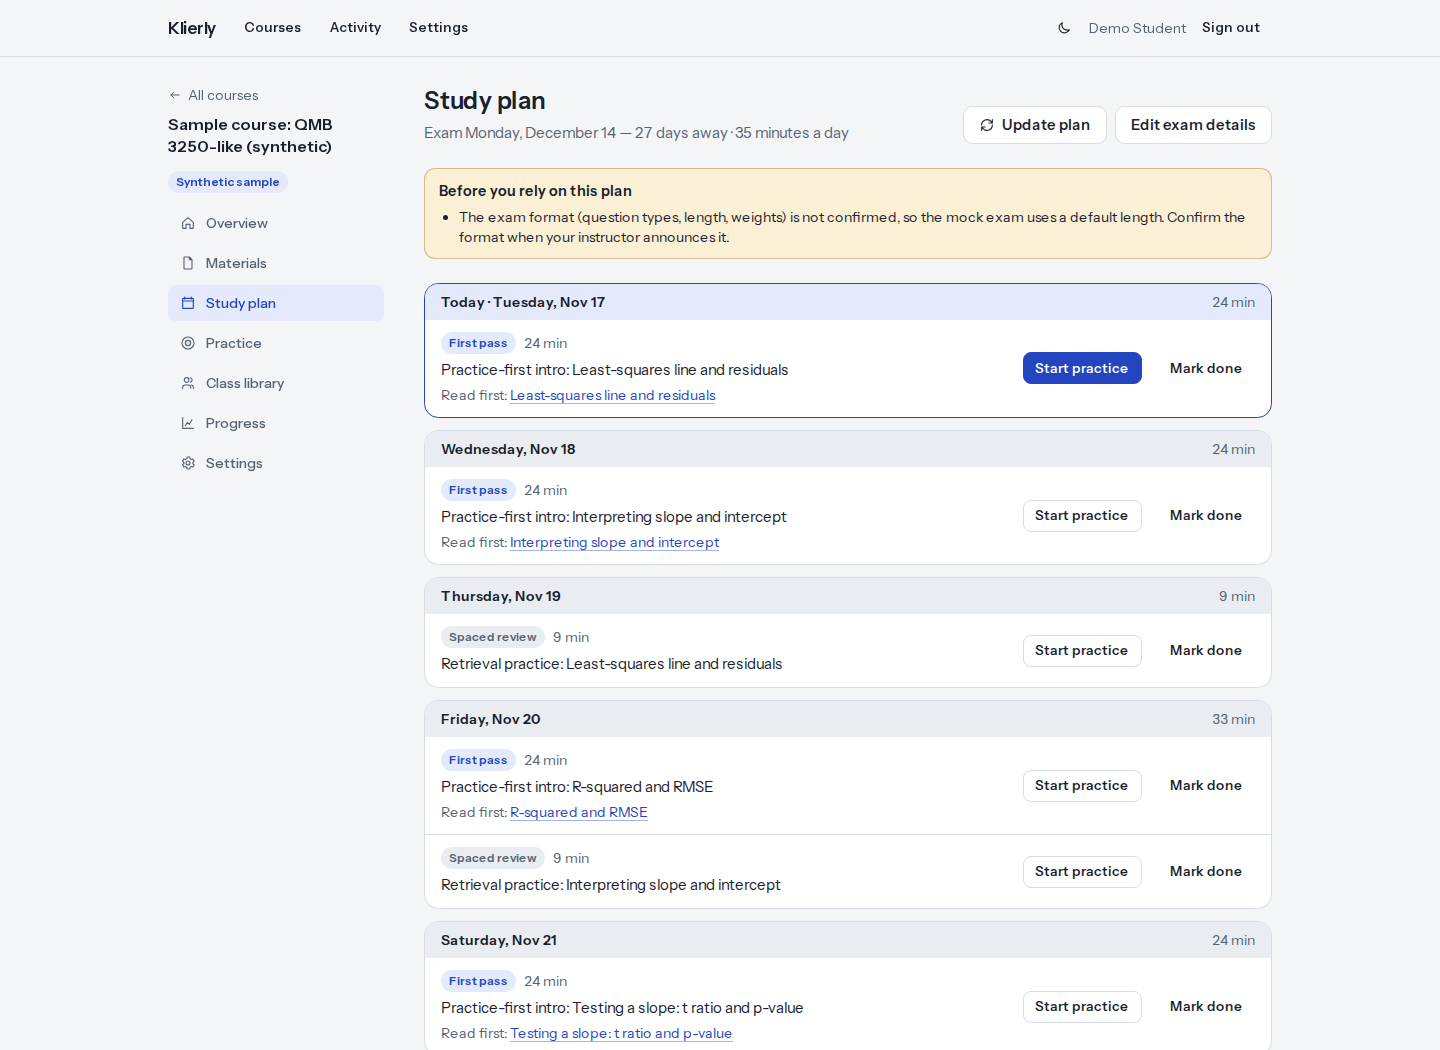 Klierly Courses Activity Settings Demo Student Sign out
← All courses
Sample course: QMB
3250-like (synthetic)
Synthetic sample
Overview
Materials
Study plan
Practice
Class library
Progress
Settings
Study plan
Exam Monday, December 14 — 27 days away · 35 minutes a day
Update plan
Edit exam details
Before you rely on this plan
• The exam format (question types, length, weights) is not confirmed, so the mock exam uses a default length. Confirm the
format when your instructor announces it.
Today · Tuesday, Nov 17 24 min
First pass 24 min
Practice-first intro: Least-squares line and residuals
Read first: Least-squares line and residuals
Start practice Mark done
Wednesday, Nov 18 24 min
First pass 24 min
Practice-first intro: Interpreting slope and intercept
Read first: Interpreting slope and intercept
Start practice Mark done
Thursday, Nov 19 9 min
Spaced review 9 min
Retrieval practice: Least-squares line and residuals
Start practice Mark done
Friday, Nov 20 33 min
First pass 24 min
Practice-first intro: R-squared and RMSE
Read first: R-squared and RMSE
Start practice Mark done
Spaced review 9 min
Retrieval practice: Interpreting slope and intercept
Start practice Mark done
Saturday, Nov 21 24 min
First pass 24 min
Practice-first intro: Testing a slope: t ratio and p-value
Read first: Testing a slope: t ratio and p-value
Start practice Mark done